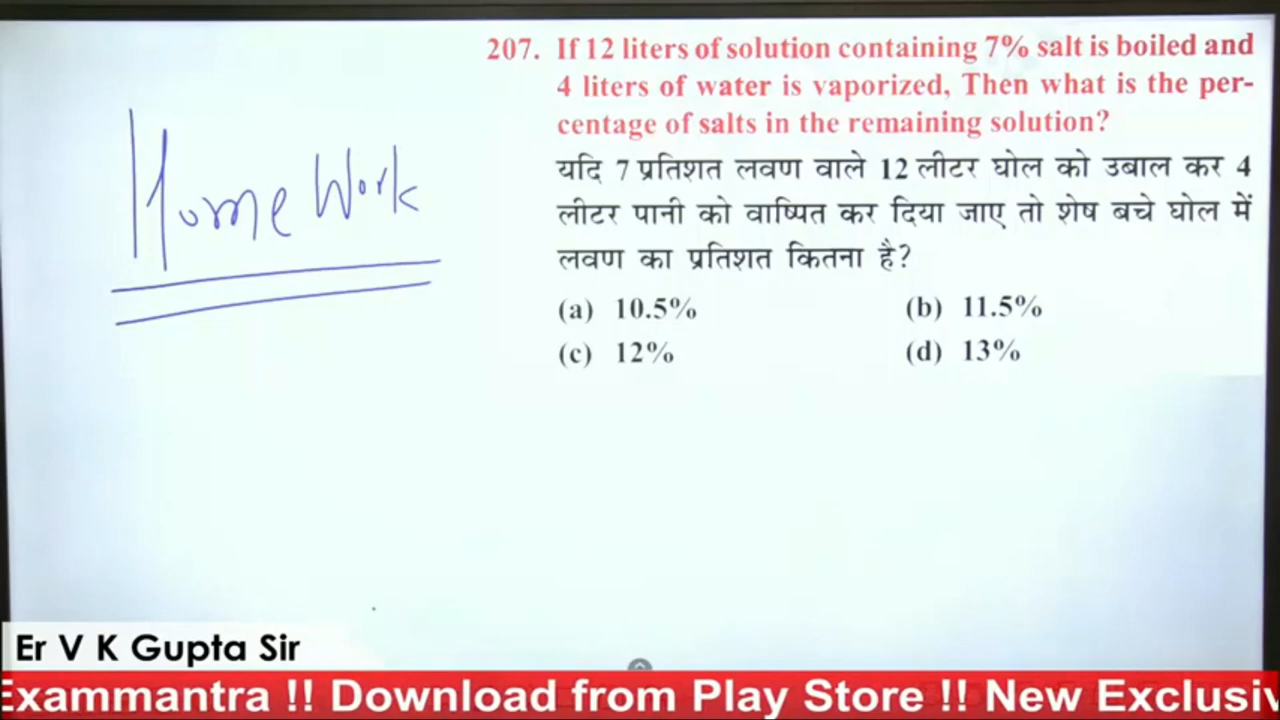 Home Work
207. If 12 liters of solution containing 7% salt is boiled and
4 liters of water is vaporized, Then what is the per-
centage of salts in the remaining solution?
यदि 7 प्रतिशत लवण वाले 12 लीटर घोल को उबाल कर 4
लीटर पानी को वाष्पित कर दिया जाए तो शेष बचे घोल में
लवण का प्रतिशत कितना है?
(a) 10.5% (b) 11.5%
(c) 12% (d) 13%
Er V K Gupta Sir
Exammantra !! Download from Play Store !! New Exclusiv